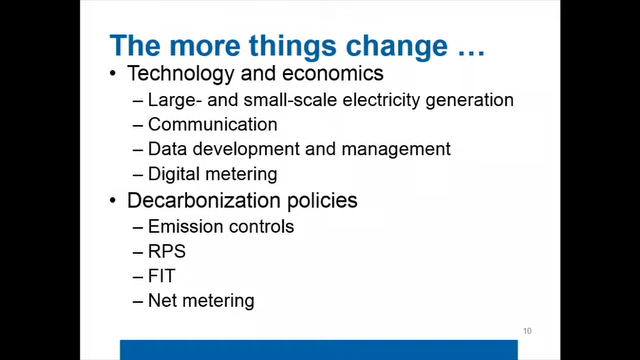 The more things change …
• Technology and economics
– Large- and small-scale electricity generation
– Communication
– Data development and management
– Digital metering
• Decarbonization policies
– Emission controls
– RPS
– FIT
– Net metering
10